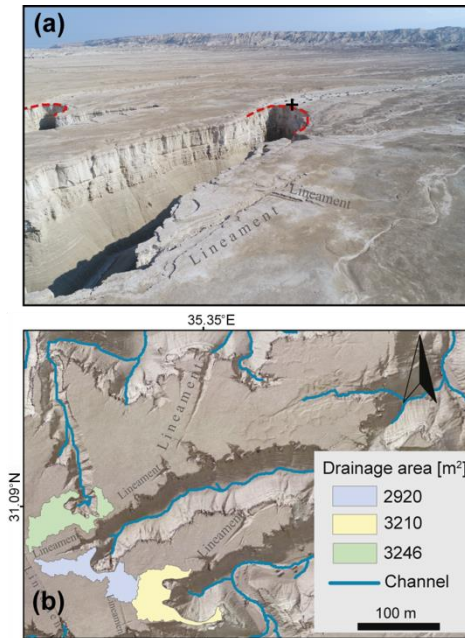 (a)
Lineament
Lineament
35.35°E
31.09°N
Lineament
Lineament
Lineament
Lineament
Drainage area [m²]
2920
3210
3246
Channel
100 m
(b)